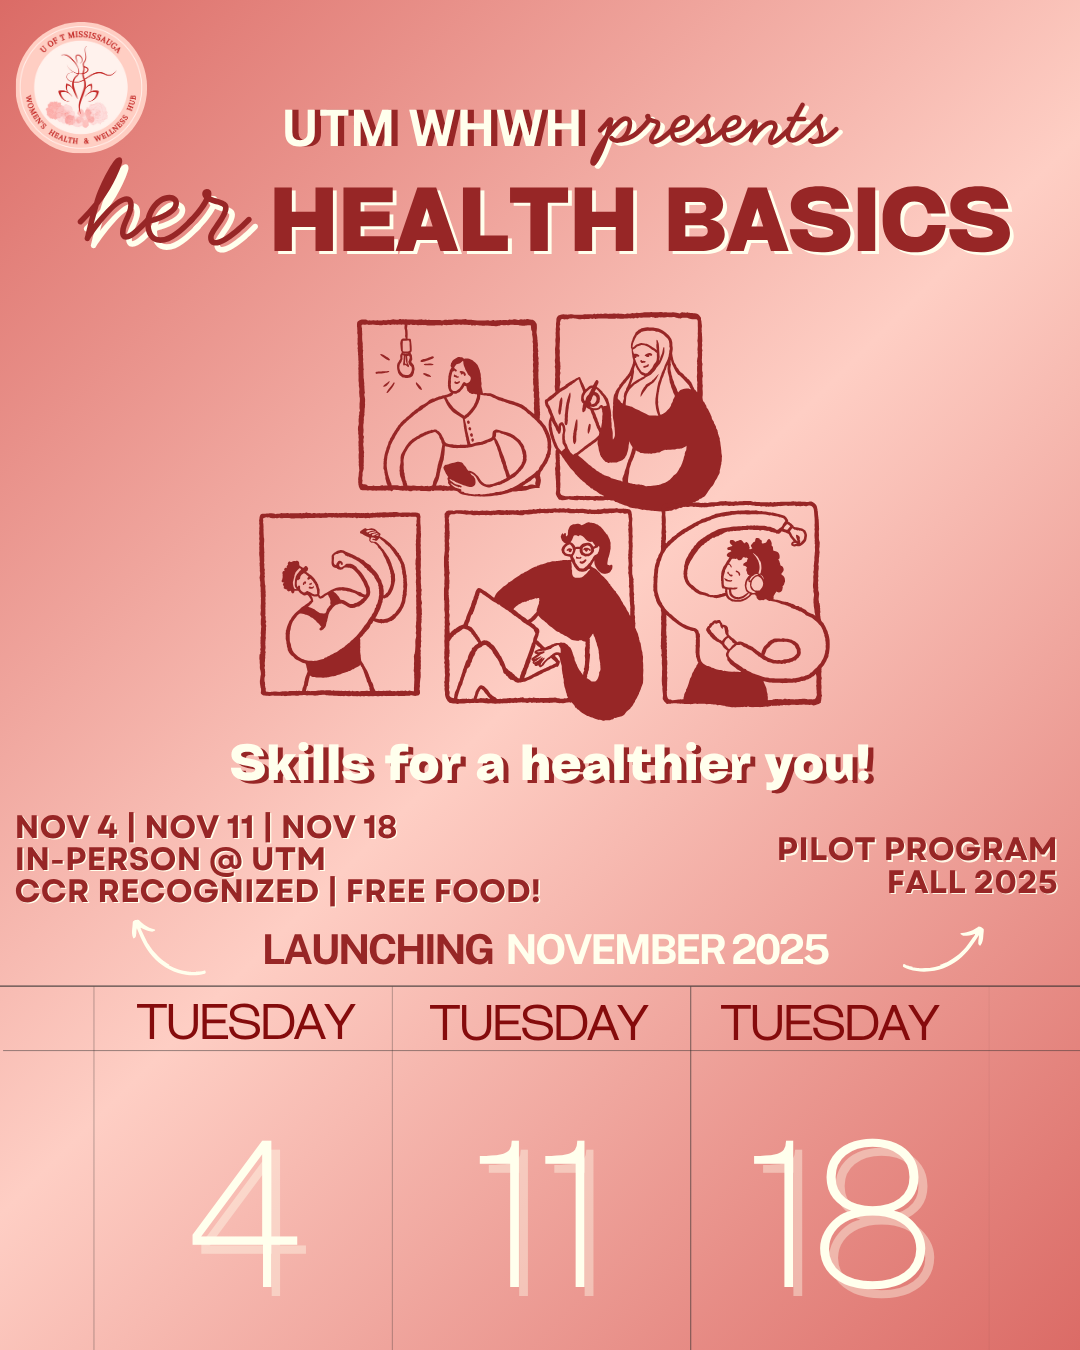 U OF T MISSISSAUGA
WOMEN'S HEALTH & WELLNESS HUB
UTM WHWH presents
her HEALTH BASICS
Skills for a healthier you!
NOV 4 | NOV 11 | NOV 18
IN-PERSON @ UTM
CCR RECOGNIZED | FREE FOOD!
PILOT PROGRAM
FALL 2025
LAUNCHING NOVEMBER 2025
TUESDAY TUESDAY TUESDAY
4 11 18